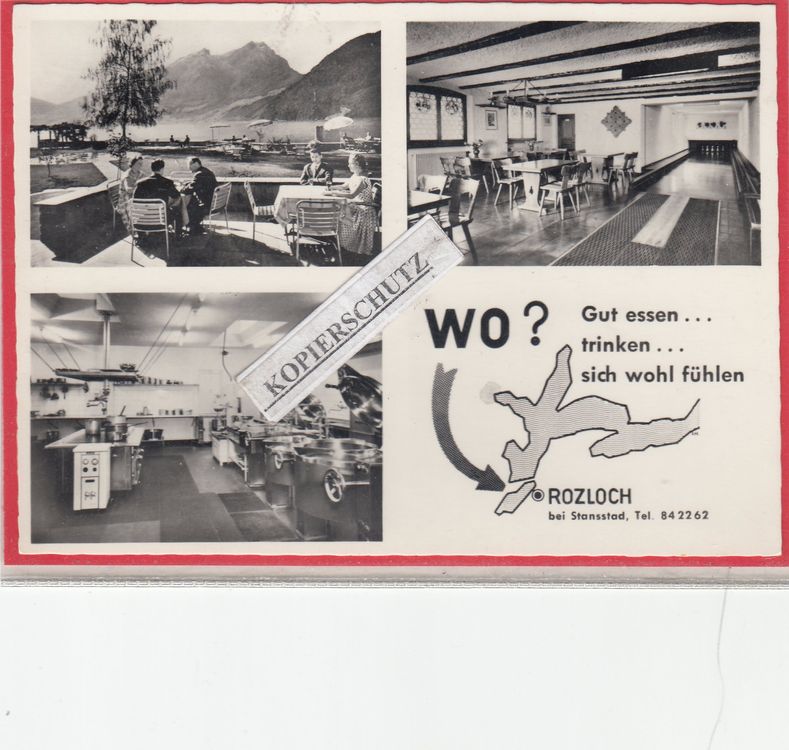 KOPIERSCHUTZ
WO?
Gut essen...
trinken...
sich wohl fühlen
ROZLOCH
bei Stansstad, Tel. 84 22 62